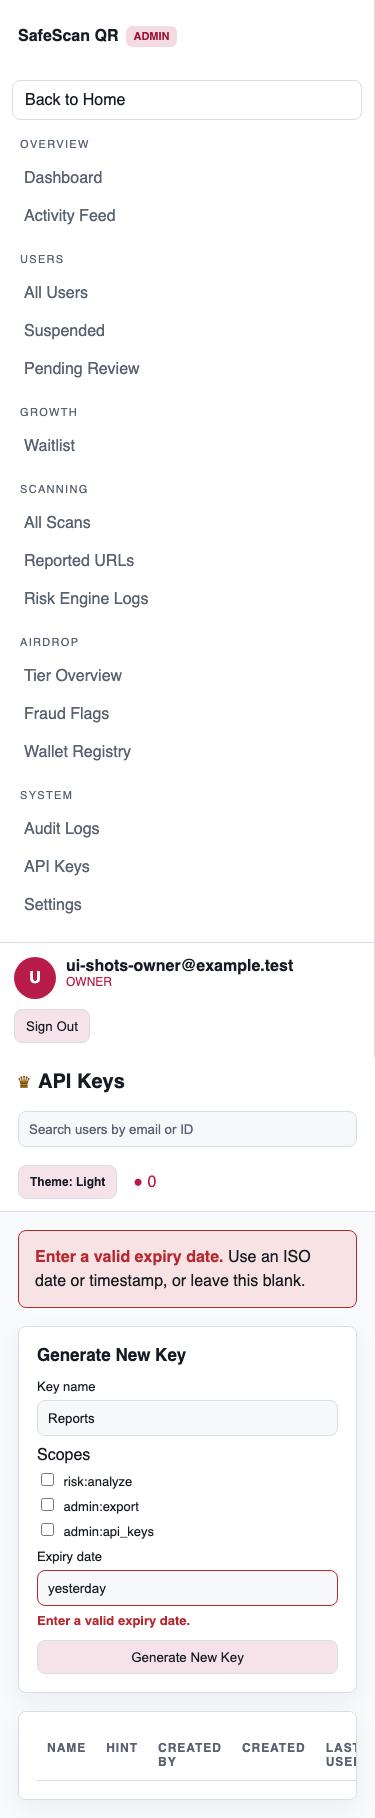 SafeScan QR ADMIN
Back to Home
OVERVIEW
Dashboard
Activity Feed
USERS
All Users
Suspended
Pending Review
GROWTH
Waitlist
SCANNING
All Scans
Reported URLs
Risk Engine Logs
AIRDROP
Tier Overview
Fraud Flags
Wallet Registry
SYSTEM
Audit Logs
API Keys
Settings
U
ui-shots-owner@example.test
OWNER
Sign Out
♛ API Keys
Search users by email or ID
Theme: Light ● 0
Enter a valid expiry date. Use an ISO
date or timestamp, or leave this blank.
Generate New Key
Key name
Reports
Scopes
risk:analyze
admin:export
admin:api_keys
Expiry date
yesterday
Enter a valid expiry date.
Generate New Key
NAME HINT CREATED BY CREATED LAST